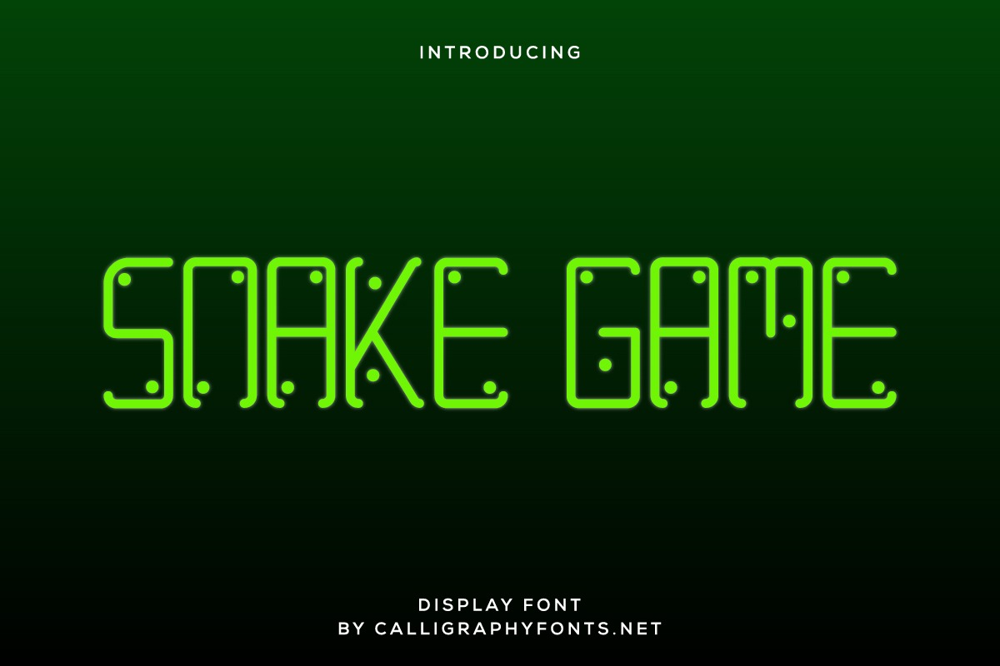 INTRODUCING
SNAKE GAME
DISPLAY FONT
BY CALLIGRAPHYFONTS.NET